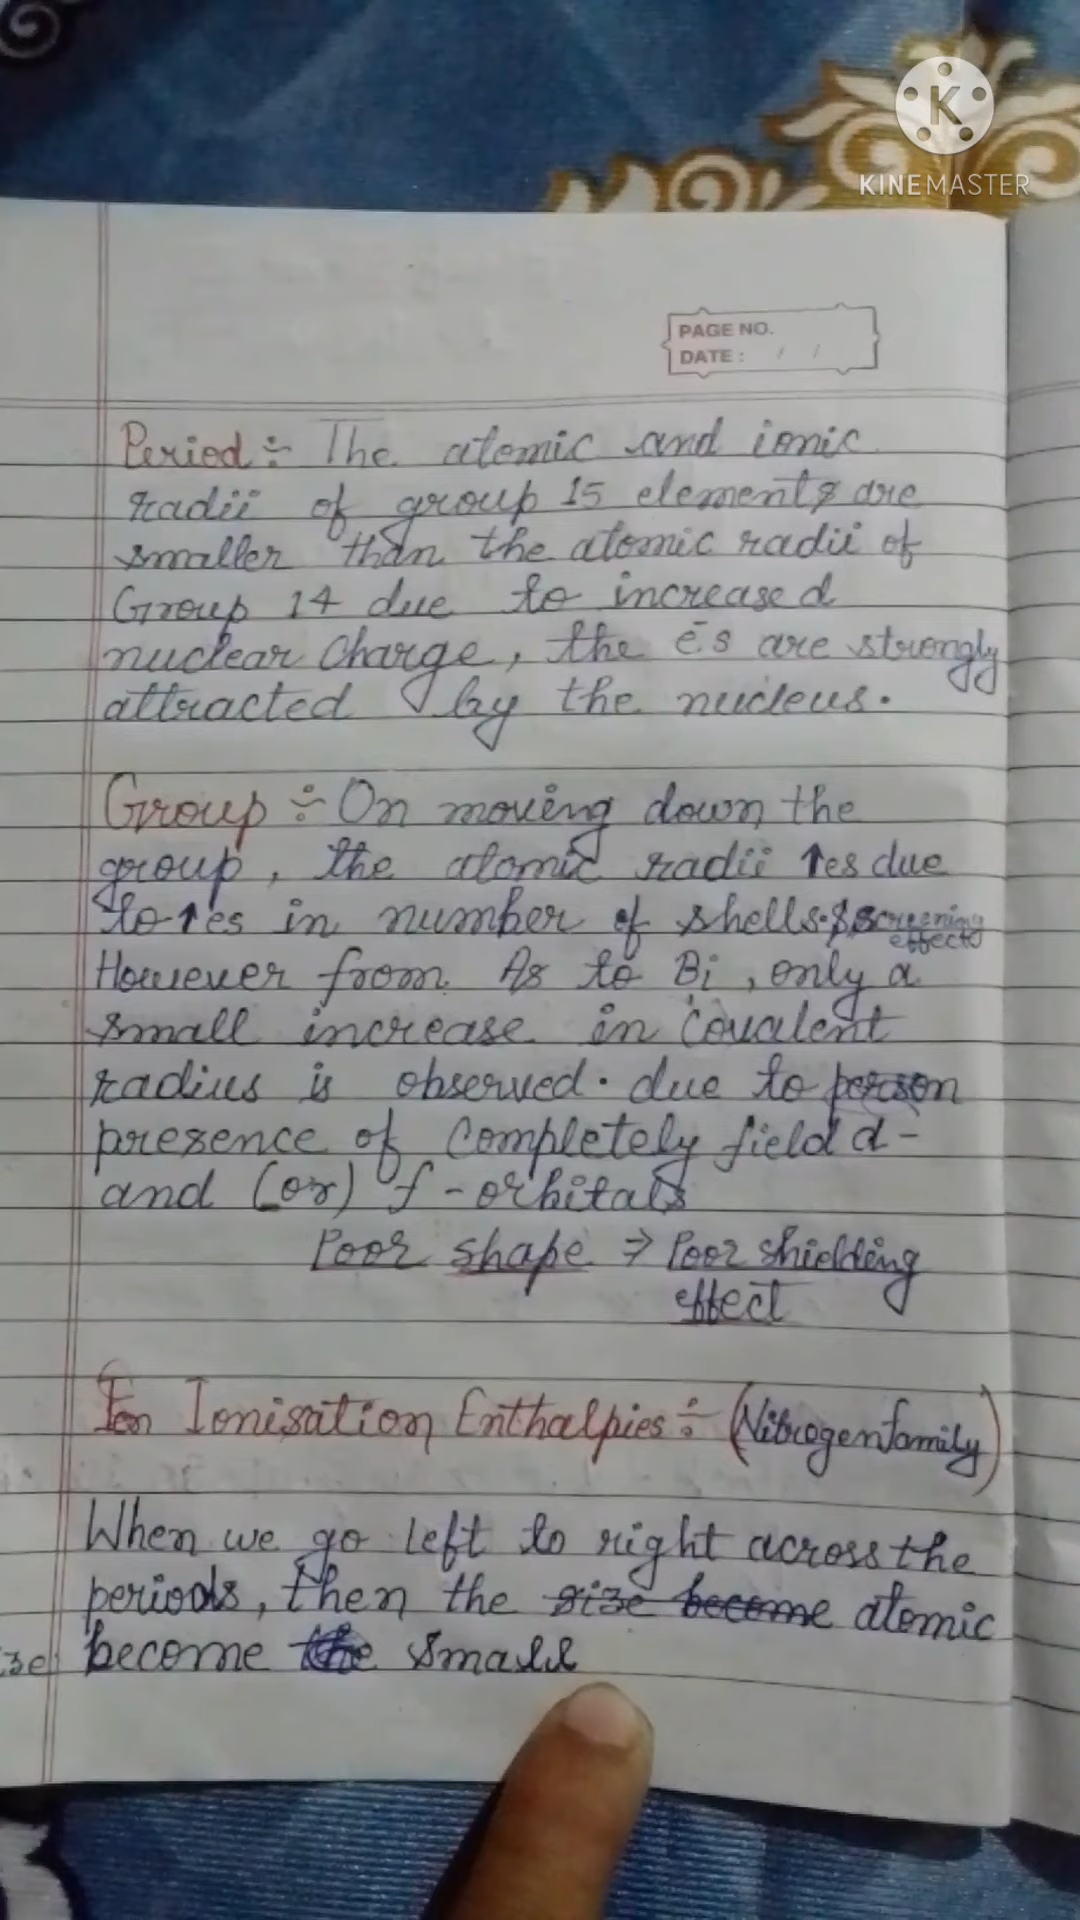 K
KINEMASTER
PAGE NO.
DATE : / /
Period ÷ The atomic and ionic
radii of group 15 elements are
smaller than the atomic radii of
Group 14 due to increased
nuclear charge, the ēs are strongly
attracted by the nucleus.
Group ÷ On moving down the
group, the atomic radii ↑es due
to ↑es in number of shells. & screening
effect
However from As to Bi, only a
small increase in covalent
radius is observed. due to
presence of completely field d-
and (or) f-orbitals
Poor shape ⇒ Poor shielding
effect
Ionisation Enthalpies ÷ (Nitrogen family)
When we go left to right across the
periods, then the size become atomic
become the small